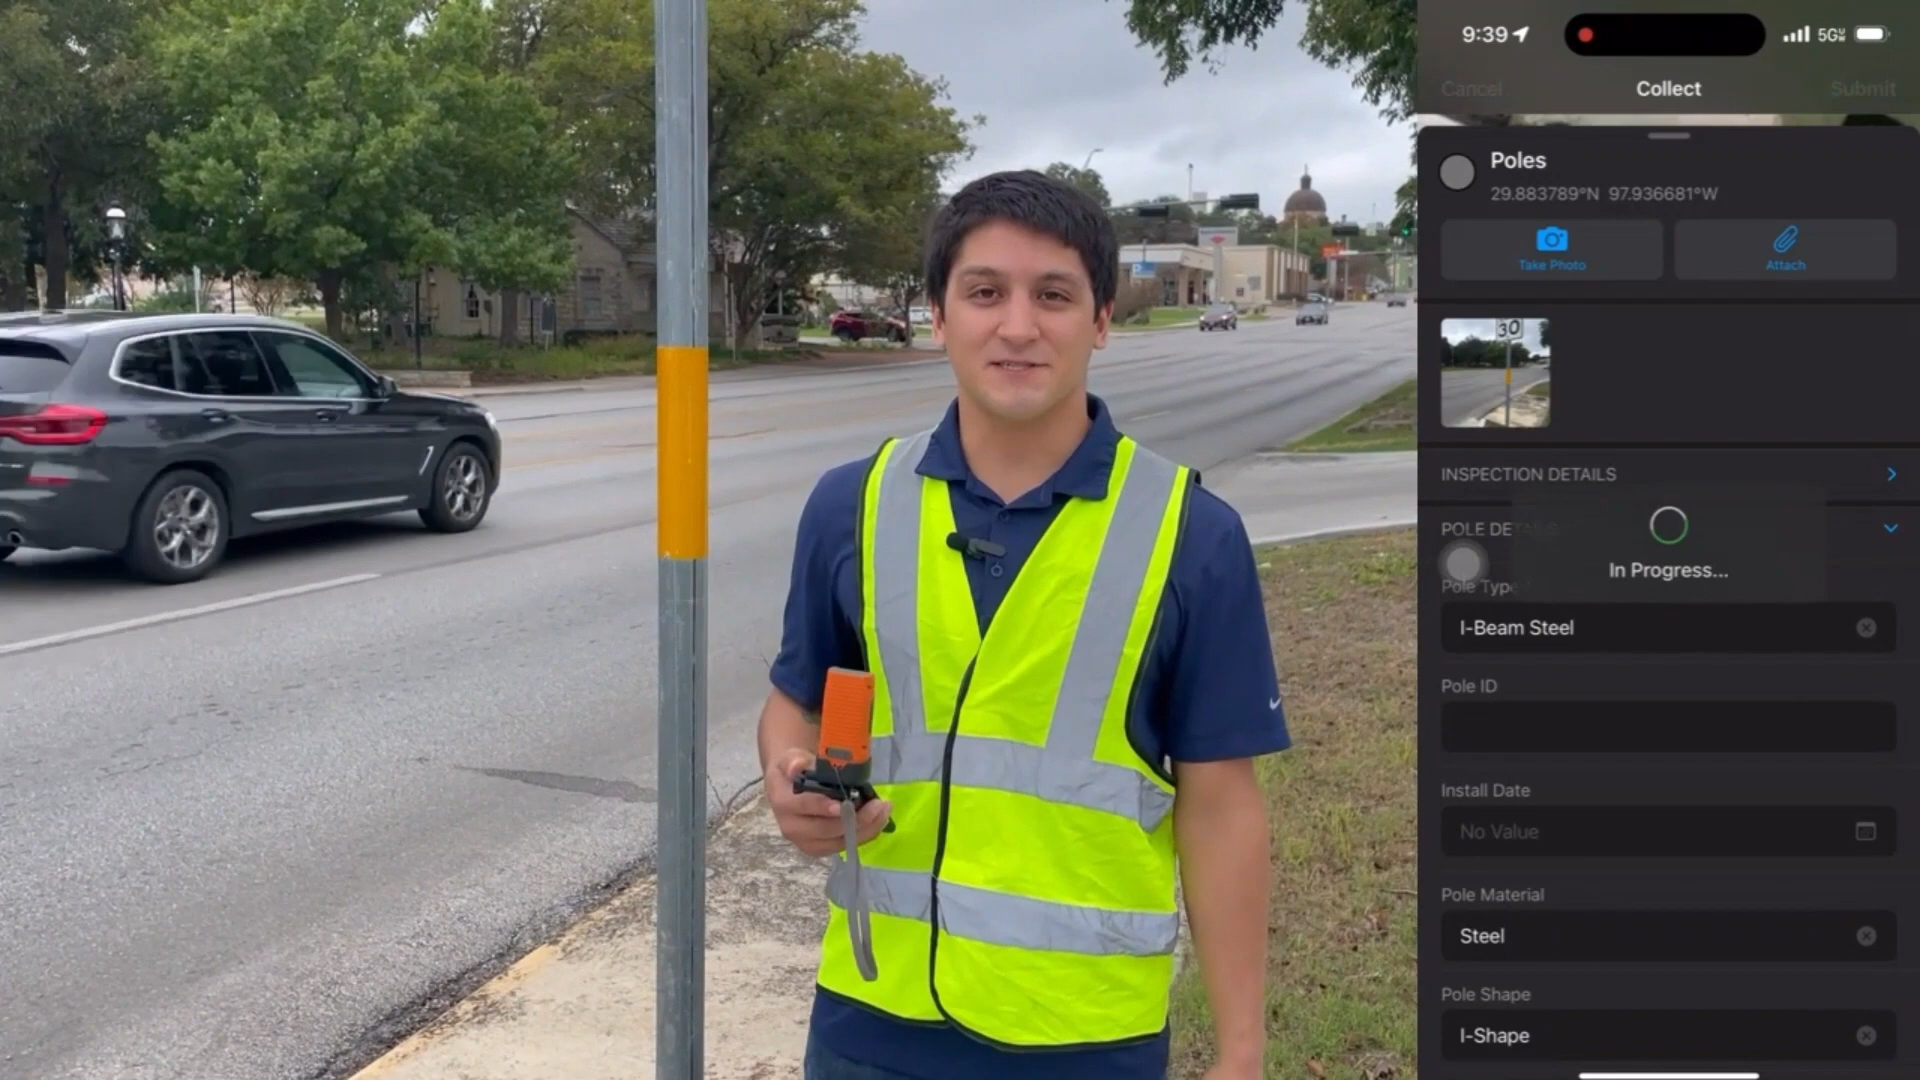 9:39
5G
Cancel
Collect
Submit
Poles
29.883789°N 97.936681°W
Take Photo
Attach
30
INSPECTION DETAILS
POLE DETAILS
In Progress...
Pole Type
I-Beam Steel
Pole ID
Install Date
No Value
Pole Material
Steel
Pole Shape
I-Shape